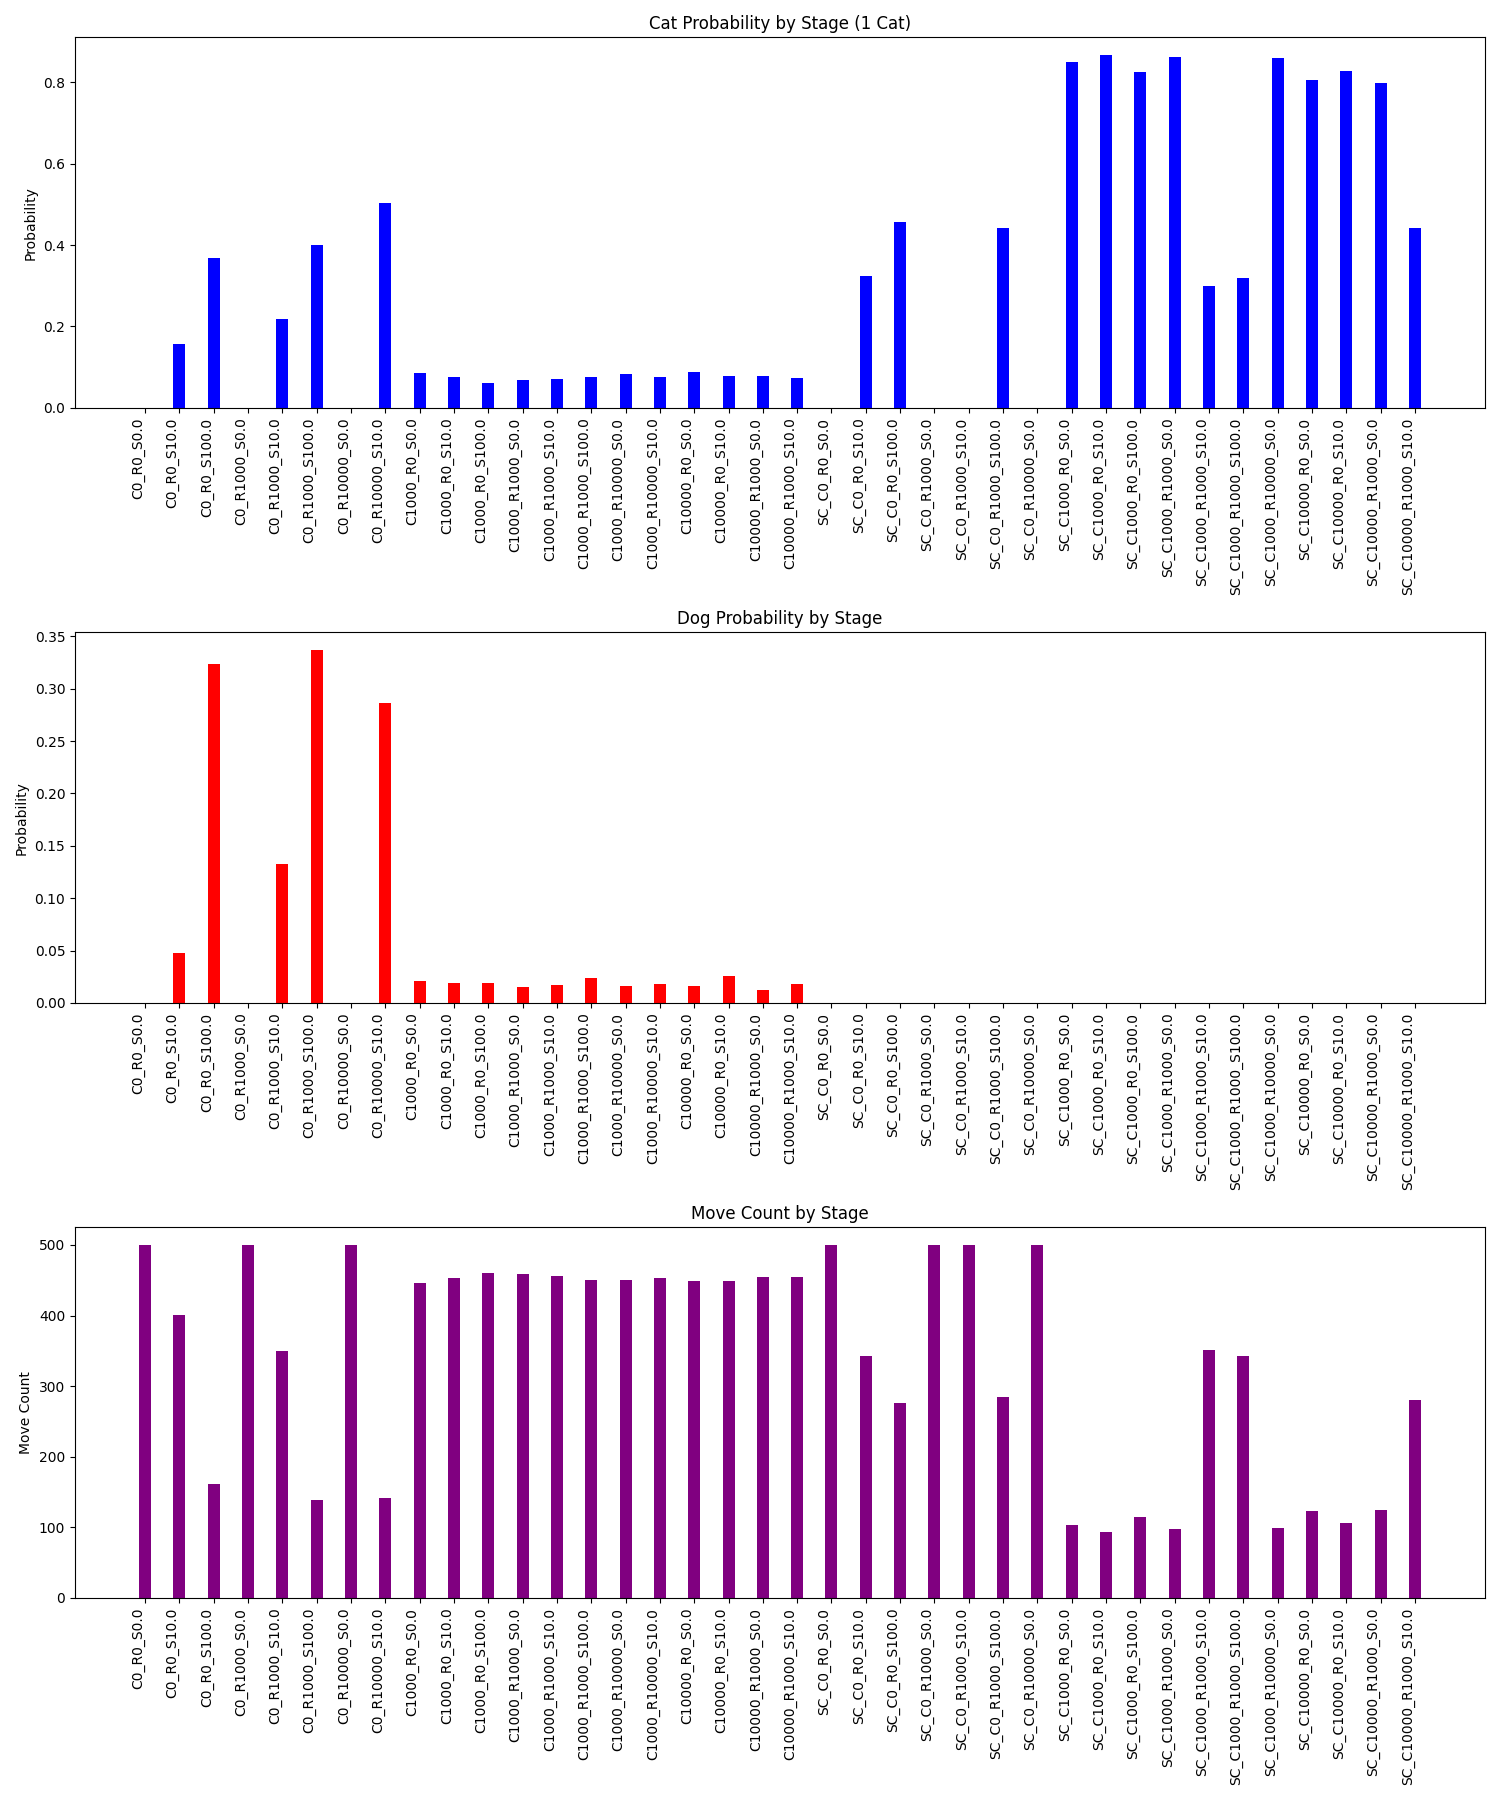 Cat Probability by Stage (1 Cat)
Probability
0.8
0.6
0.4
0.2
0.0
C0_R0_S0.0
C0_R0_S10.0
C0_R0_S100.0
C0_R1000_S0.0
C0_R1000_S10.0
C0_R1000_S100.0
C0_R10000_S0.0
C0_R10000_S10.0
C1000_R0_S0.0
C1000_R0_S10.0
C1000_R0_S100.0
C1000_R1000_S0.0
C1000_R1000_S10.0
C1000_R1000_S100.0
C1000_R10000_S0.0
C1000_R10000_S10.0
C10000_R0_S0.0
C10000_R0_S10.0
C10000_R1000_S0.0
C10000_R1000_S10.0
SC_C0_R0_S0.0
SC_C0_R0_S10.0
SC_C0_R0_S100.0
SC_C0_R1000_S0.0
SC_C0_R1000_S10.0
SC_C0_R1000_S100.0
SC_C0_R10000_S0.0
SC_C1000_R0_S0.0
SC_C1000_R0_S10.0
SC_C1000_R0_S100.0
SC_C1000_R1000_S0.0
SC_C1000_R1000_S10.0
SC_C1000_R1000_S100.0
SC_C1000_R10000_S0.0
SC_C10000_R0_S0.0
SC_C10000_R0_S10.0
SC_C10000_R1000_S0.0
SC_C10000_R1000_S10.0
Dog Probability by Stage
Probability
0.35
0.30
0.25
0.20
0.15
0.10
0.05
0.00
C0_R0_S0.0
C0_R0_S10.0
C0_R0_S100.0
C0_R1000_S0.0
C0_R1000_S10.0
C0_R1000_S100.0
C0_R10000_S0.0
C0_R10000_S10.0
C1000_R0_S0.0
C1000_R0_S10.0
C1000_R0_S100.0
C1000_R1000_S0.0
C1000_R1000_S10.0
C1000_R1000_S100.0
C1000_R10000_S0.0
C1000_R10000_S10.0
C10000_R0_S0.0
C10000_R0_S10.0
C10000_R1000_S0.0
C10000_R1000_S10.0
SC_C0_R0_S0.0
SC_C0_R0_S10.0
SC_C0_R0_S100.0
SC_C0_R1000_S0.0
SC_C0_R1000_S10.0
SC_C0_R1000_S100.0
SC_C0_R10000_S0.0
SC_C1000_R0_S0.0
SC_C1000_R0_S10.0
SC_C1000_R0_S100.0
SC_C1000_R1000_S0.0
SC_C1000_R1000_S10.0
SC_C1000_R1000_S100.0
SC_C1000_R10000_S0.0
SC_C10000_R0_S0.0
SC_C10000_R0_S10.0
SC_C10000_R1000_S0.0
SC_C10000_R1000_S10.0
Move Count by Stage
Move Count
500
400
300
200
100
0
C0_R0_S0.0
C0_R0_S10.0
C0_R0_S100.0
C0_R1000_S0.0
C0_R1000_S10.0
C0_R1000_S100.0
C0_R10000_S0.0
C0_R10000_S10.0
C1000_R0_S0.0
C1000_R0_S10.0
C1000_R0_S100.0
C1000_R1000_S0.0
C1000_R1000_S10.0
C1000_R1000_S100.0
C1000_R10000_S0.0
C1000_R10000_S10.0
C10000_R0_S0.0
C10000_R0_S10.0
C10000_R1000_S0.0
C10000_R1000_S10.0
SC_C0_R0_S0.0
SC_C0_R0_S10.0
SC_C0_R0_S100.0
SC_C0_R1000_S0.0
SC_C0_R1000_S10.0
SC_C0_R1000_S100.0
SC_C0_R10000_S0.0
SC_C1000_R0_S0.0
SC_C1000_R0_S10.0
SC_C1000_R0_S100.0
SC_C1000_R1000_S0.0
SC_C1000_R1000_S10.0
SC_C1000_R1000_S100.0
SC_C1000_R10000_S0.0
SC_C10000_R0_S0.0
SC_C10000_R0_S10.0
SC_C10000_R1000_S0.0
SC_C10000_R1000_S10.0